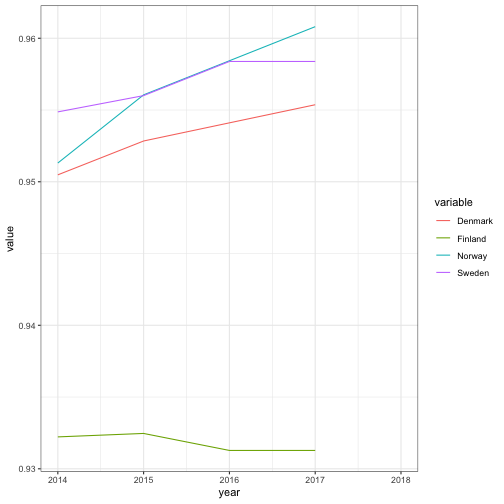 0.96
0.95
0.94
0.93
value
2014 2015 2016 2017 2018
year
variable
Denmark
Finland
Norway
Sweden